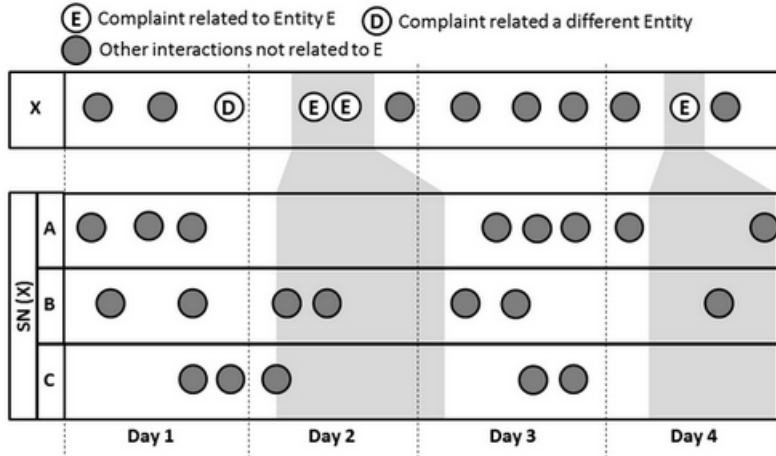 E Complaint related to Entity E D Complaint related a different Entity
Other interactions not related to E
X D E E E
SN (X)
A
B
C
Day 1 Day 2 Day 3 Day 4